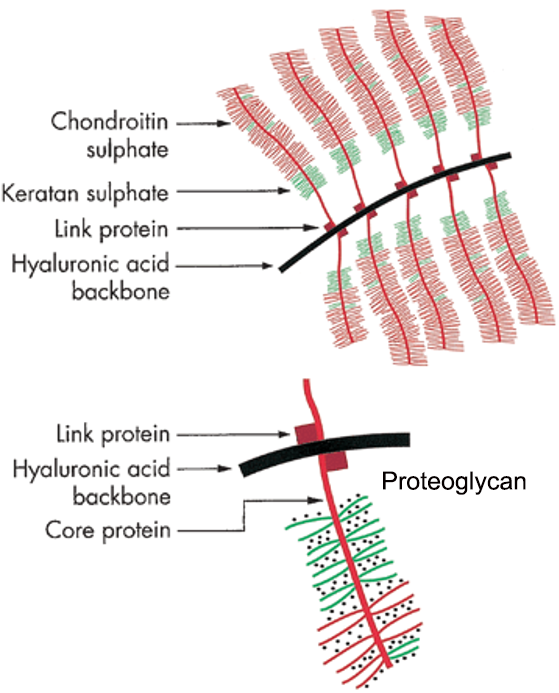 Chondroitin
sulphate
Keratan sulphate
Link protein
Hyaluronic acid
backbone
Link protein
Hyaluronic acid
backbone
Proteoglycan
Core protein